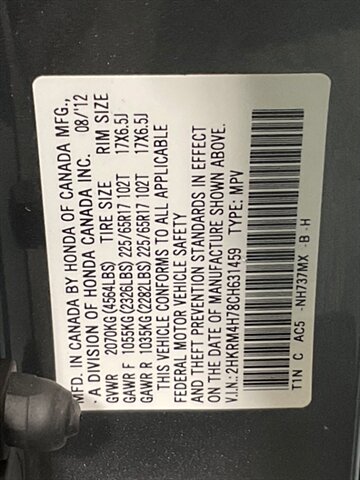 MFD. IN CANADA BY HONDA OF CANADA MFG.,
A DIVISION OF HONDA CANADA INC. 08/'12
GVWR 2070KG(4564LBS) TIRE SIZE RIM SIZE
GAWR F 1055KG(2326LBS) 225/65R17 102T 17X6.5J
GAWR R 1033KG(2282LBS) 225/65R17 102T 17X6.5J
THIS VEHICLE CONFORMS TO ALL APPLICABLE
FEDERAL MOTOR VEHICLE SAFETY
AND THEFT PREVENTION STANDARDS IN EFFECT
ON THE DATE OF MANUFACTURE SHOWN ABOVE.
V.I.N.:2HKRM4H78CH631459 TYPE: MPV
T1N C AC5 -NH737MX -B -H